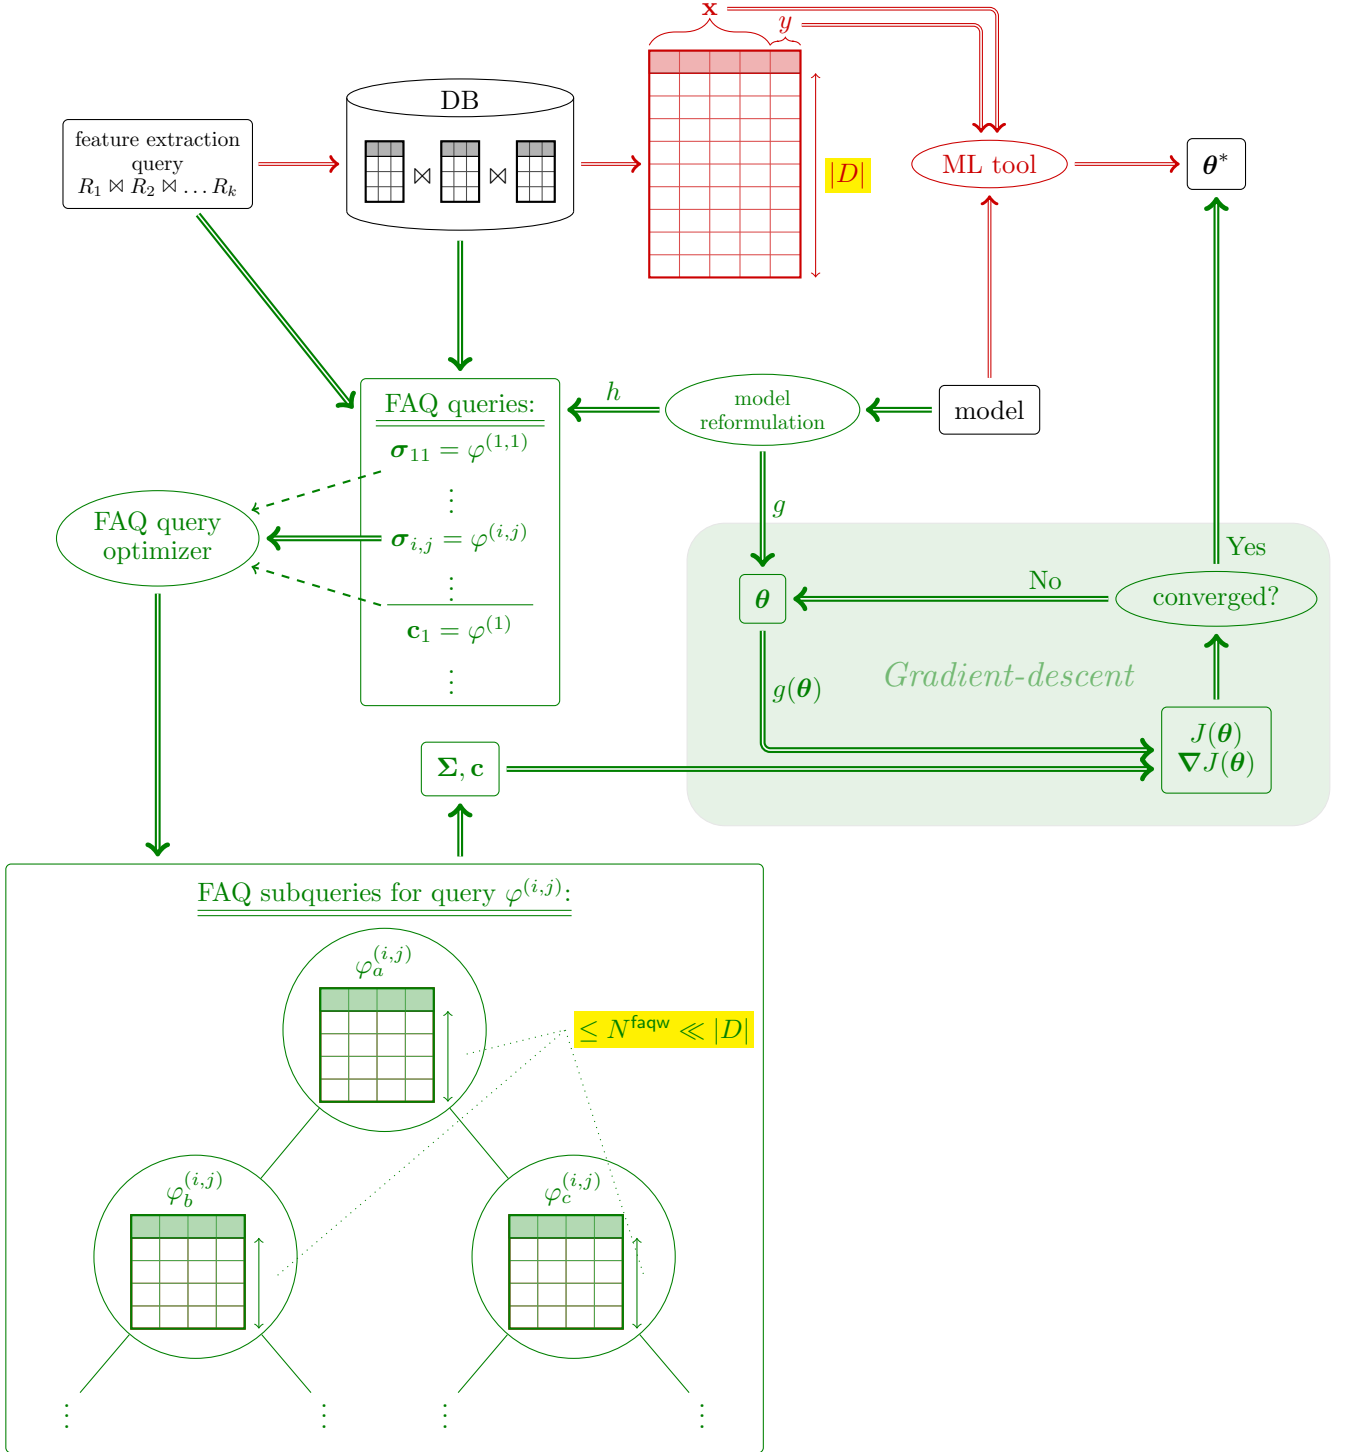 x
y
DB
feature extraction
query
R₁ ⋈ R₂ ⋈ … Rₖ
⋈ ⋈
|D|
ML tool
θ*
FAQ queries:
σ₁₁ = φ^(1,1)
⋮
σ_{i,j} = φ^(i,j)
⋮
c₁ = φ^(1)
⋮
h
model
reformulation
model
g
FAQ query
optimizer
Yes
No
θ
converged?
Gradient-descent
g(θ)
J(θ)
∇J(θ)
Σ, c
FAQ subqueries for query φ^(i,j):
φ_a^(i,j)
≤ N^faqw ≪ |D|
φ_b^(i,j)
φ_c^(i,j)
⋮ ⋮ ⋮ ⋮